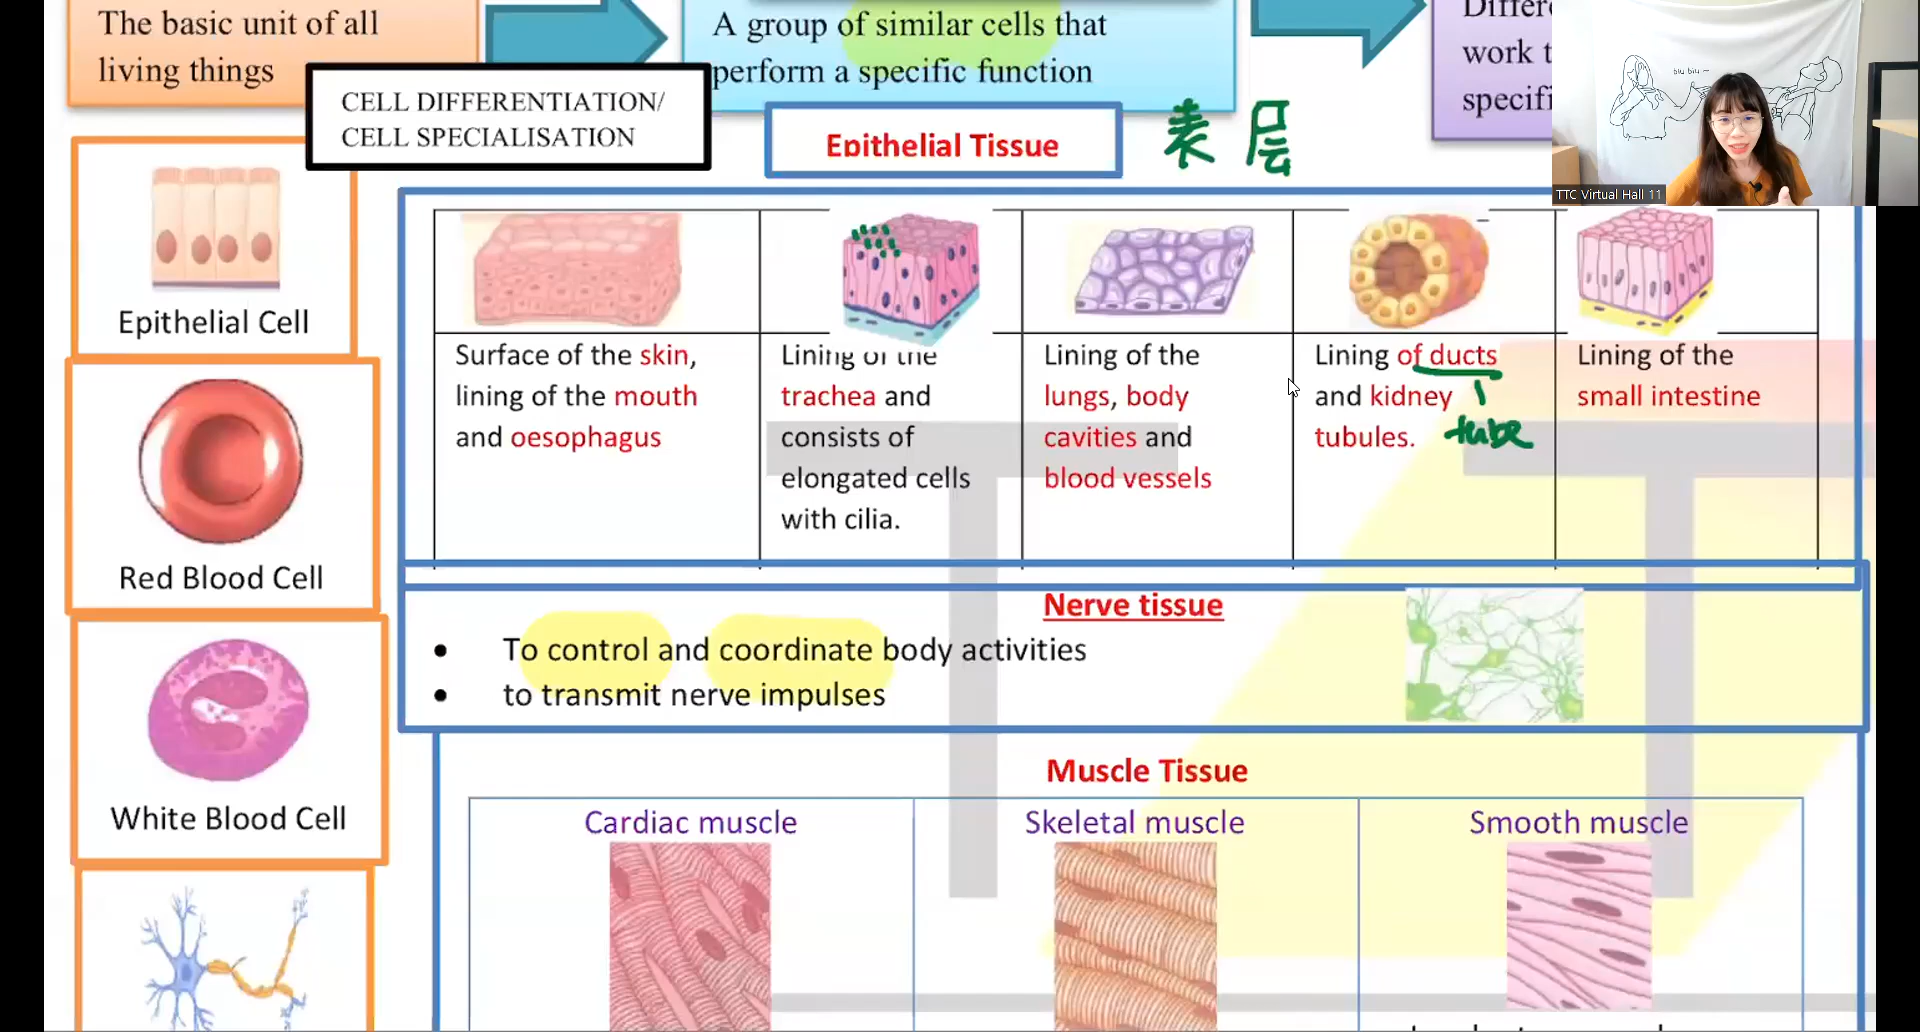 The basic unit of all
living things
A group of similar cells that
perform a specific function
work t
specifi
blu blu
TTC Virtual Hall 11
CELL DIFFERENTIATION/
CELL SPECIALISATION
Epithelial Tissue
表层
Epithelial Cell
Red Blood Cell
White Blood Cell
Surface of the skin,
lining of the mouth
and oesophagus
Lining of the
trachea and
consists of
elongated cells
with cilia.
Lining of the
lungs, body
cavities and
blood vessels
Lining of ducts
and kidney
tubules.
tube
Lining of the
small intestine
Nerve tissue
• To control and coordinate body activities
• to transmit nerve impulses
Muscle Tissue
Cardiac muscle
Skeletal muscle
Smooth muscle